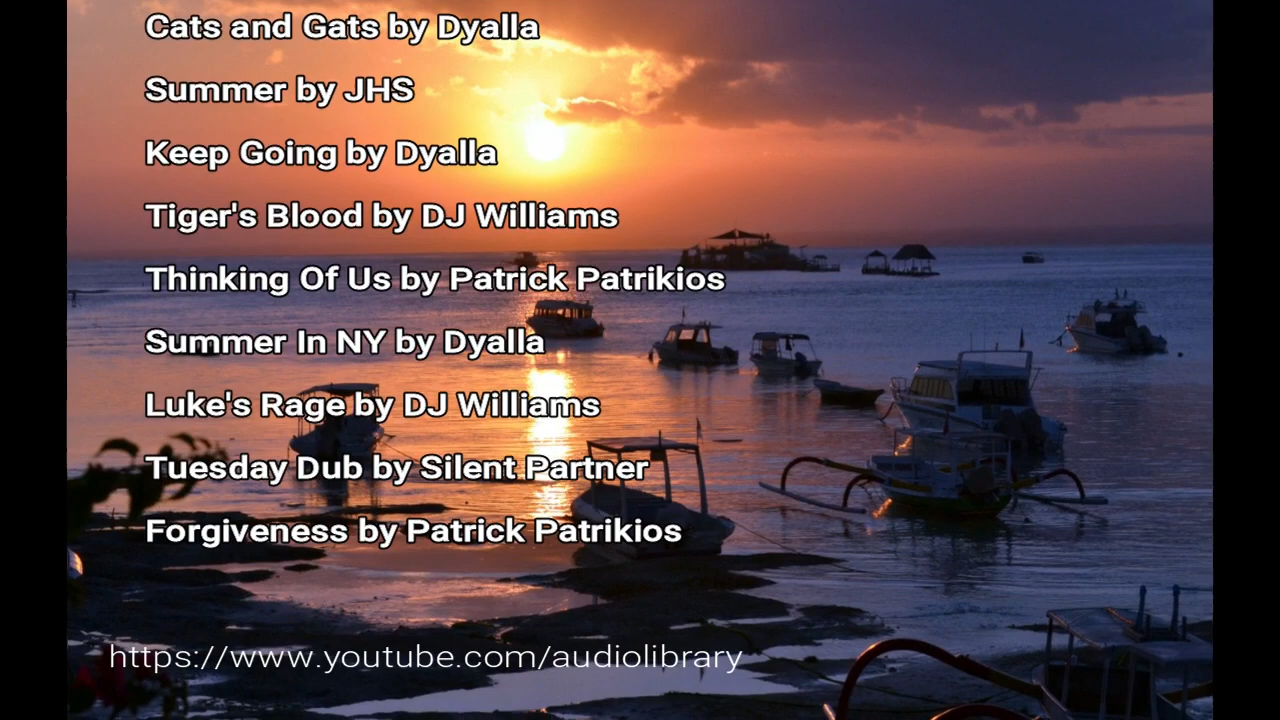 Cats and Gats by Dyalla
Summer by JHS
Keep Going by Dyalla
Tiger's Blood by DJ Williams
Thinking Of Us by Patrick Patrikios
Summer In NY by Dyalla
Luke's Rage by DJ Williams
Tuesday Dub by Silent Partner
Forgiveness by Patrick Patrikios
https://www.youtube.com/audiolibrary